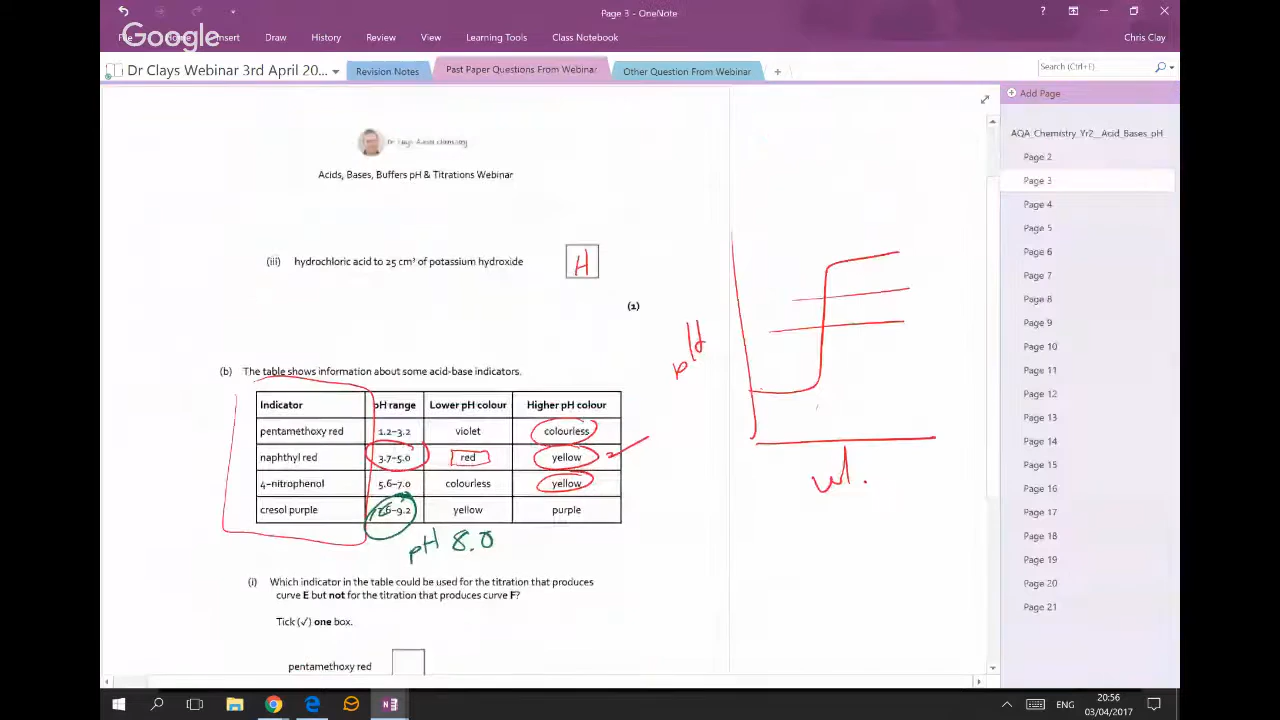 Page 3 - OneNote
Google
Insert Draw History Review View Learning Tools Class Notebook Chris Clay
Dr Clays Webinar 3rd April 20... Revision Notes Past Paper Questions From Webinar Other Question From Webinar + Search (Ctrl+E)
Add Page
AQA_Chemistry_Yr2__Acid_Bases_pH
Page 2
Page 3
Page 4
Page 5
Page 6
Page 7
Page 8
Page 9
Page 10
Page 11
Page 12
Page 13
Page 14
Page 15
Page 16
Page 17
Page 18
Page 19
Page 20
Page 21
Acids, Bases, Buffers pH & Titrations Webinar
(iii) hydrochloric acid to 25 cm³ of potassium hydroxide H
(1)
(b) The table shows information about some acid-base indicators.
Indicator pH range Lower pH colour Higher pH colour
pentamethoxy red 1.2–3.2 violet colourless
naphthyl red 3.7–5.0 red yellow
4-nitrophenol 5.6–7.0 colourless yellow
cresol purple 7.6–9.2 yellow purple
pH 8.0
pH
(i) Which indicator in the table could be used for the titration that produces
curve E but not for the titration that produces curve F?
Tick (✓) one box.
pentamethoxy red
ENG
20:56
03/04/2017